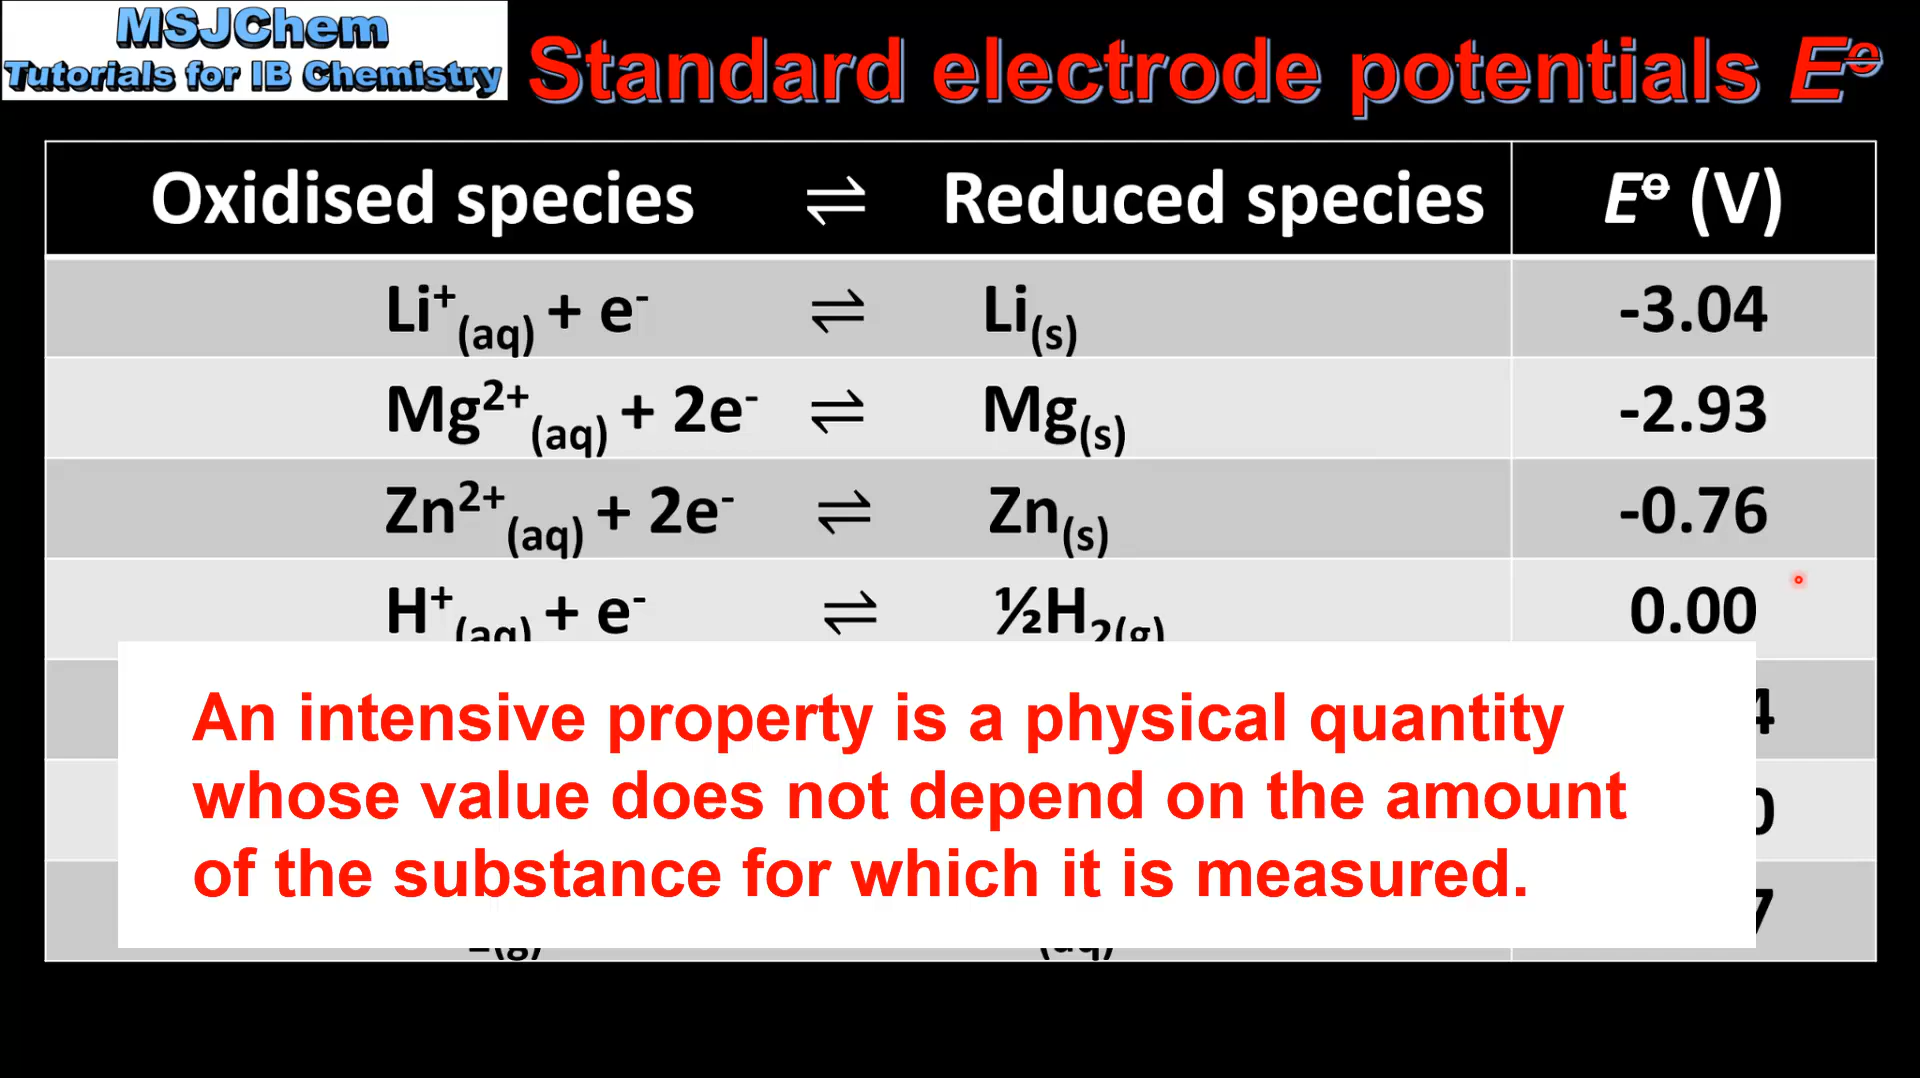 MSJChem
Tutorials for IB Chemistry
Standard electrode potentials E⊖
Oxidised species ⇌ Reduced species E⊖ (V)
Li⁺(aq) + e⁻ ⇌ Li(s) -3.04
Mg²⁺(aq) + 2e⁻ ⇌ Mg(s) -2.93
Zn²⁺(aq) + 2e⁻ ⇌ Zn(s) -0.76
H⁺(aq) + e⁻ ⇌ ½H₂(g) 0.00
An intensive property is a physical quantity
whose value does not depend on the amount
of the substance for which it is measured.